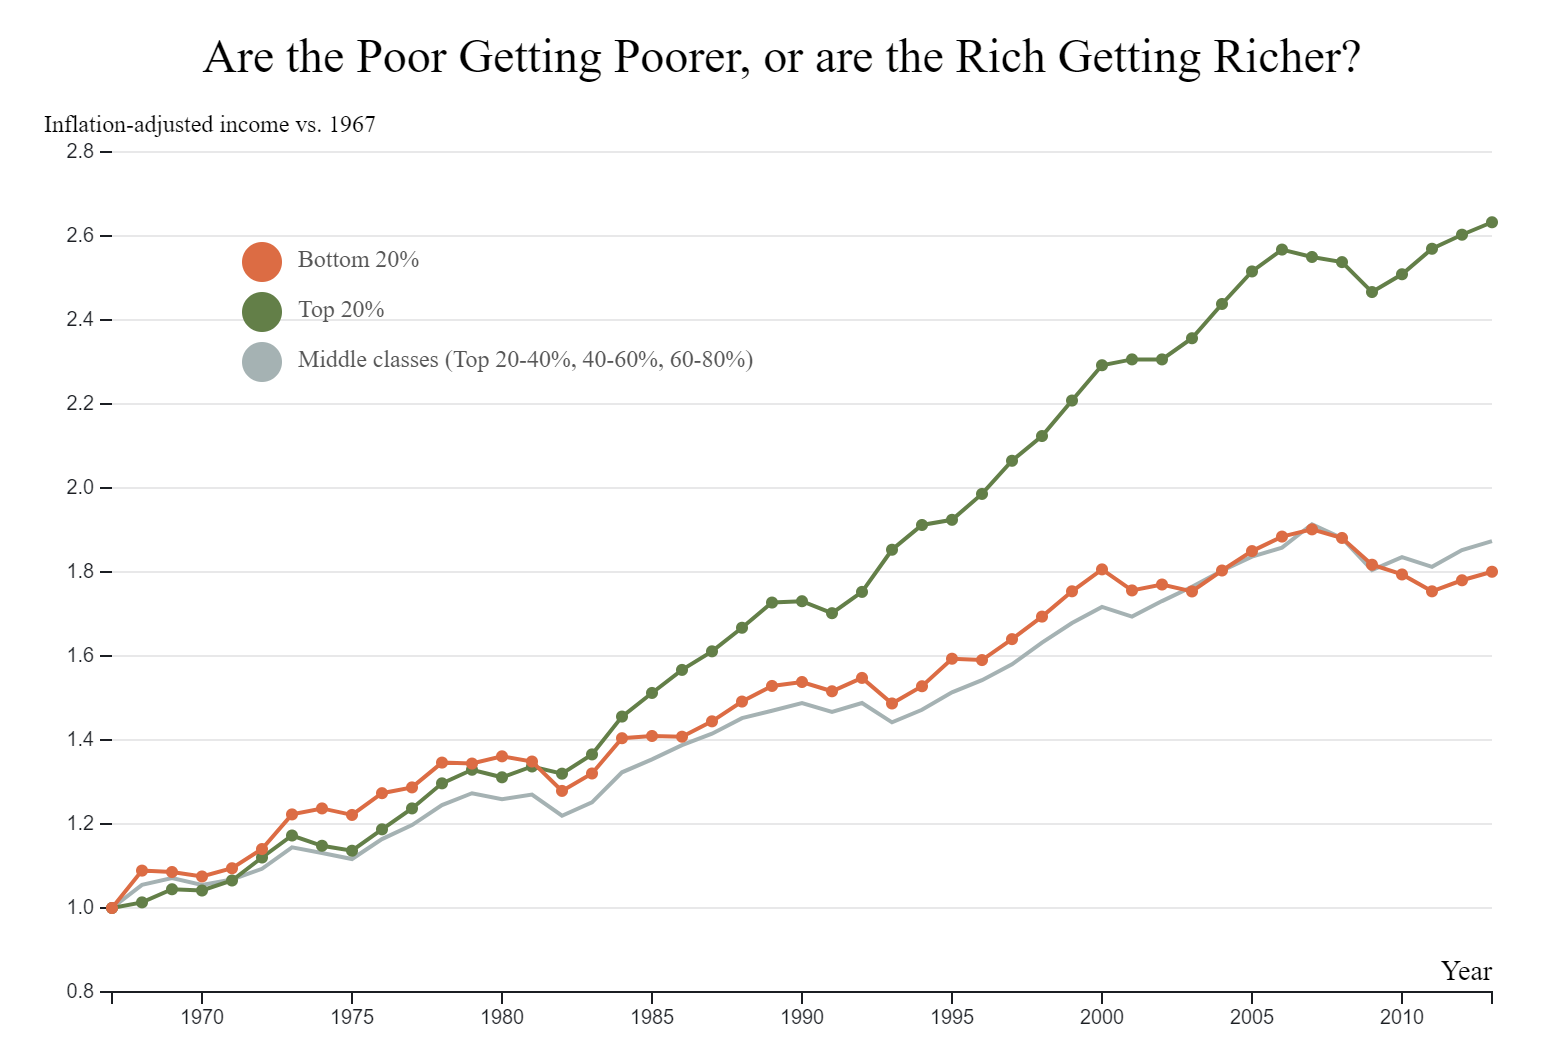 Are the Poor Getting Poorer, or are the Rich Getting Richer?
Inflation-adjusted income vs. 1967
2.8
2.6
Bottom 20%
Top 20%
2.4
Middle classes (Top 20-40%, 40-60%, 60-80%)
2.2
2.0
1.8
1.6
1.4
1.2
1.0
Year
0.8
1970 1975 1980 1985 1990 1995 2000 2005 2010